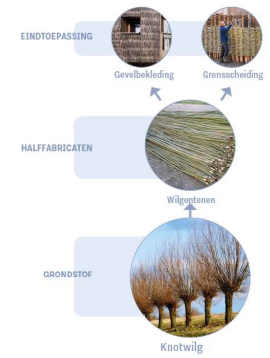 EINDTOEPASSING
Gevelbekleding
Grensscheiding
HALFFABRICATEN
Wilgentenen
GRONDSTOF
Knotwilg